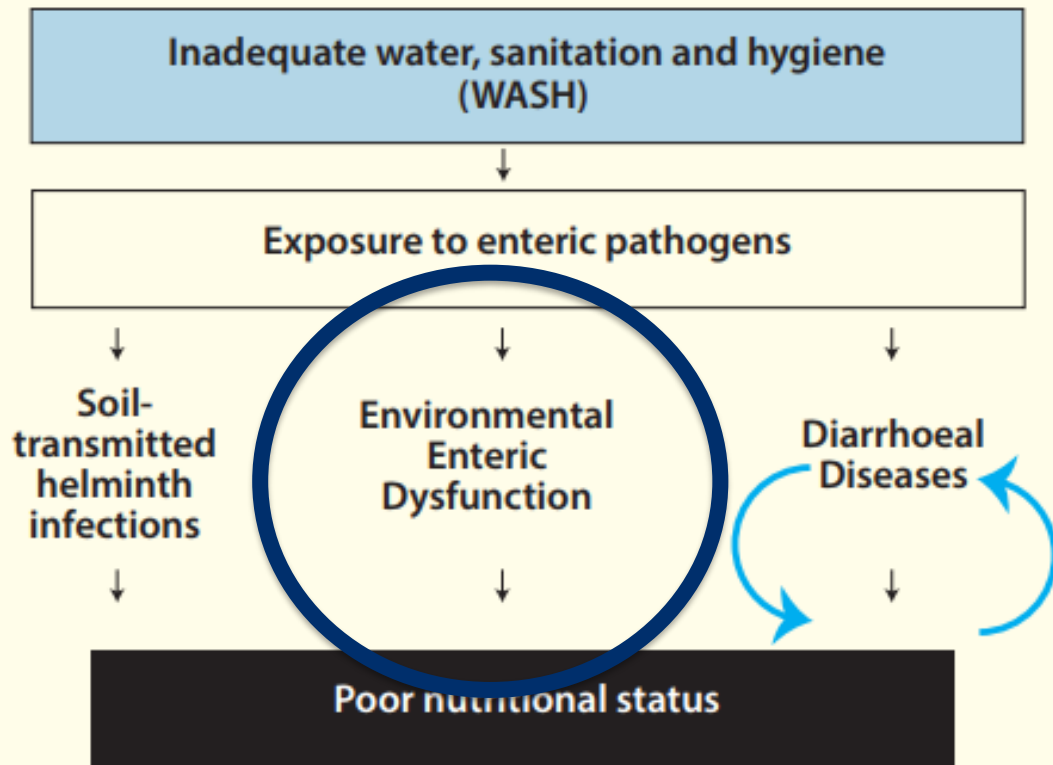 Inadequate water, sanitation and hygiene
(WASH)
Exposure to enteric pathogens
Soil-
transmitted
helminth
infections
Environmental
Enteric
Dysfunction
Diarrhoeal
Diseases
Poor nutritional status